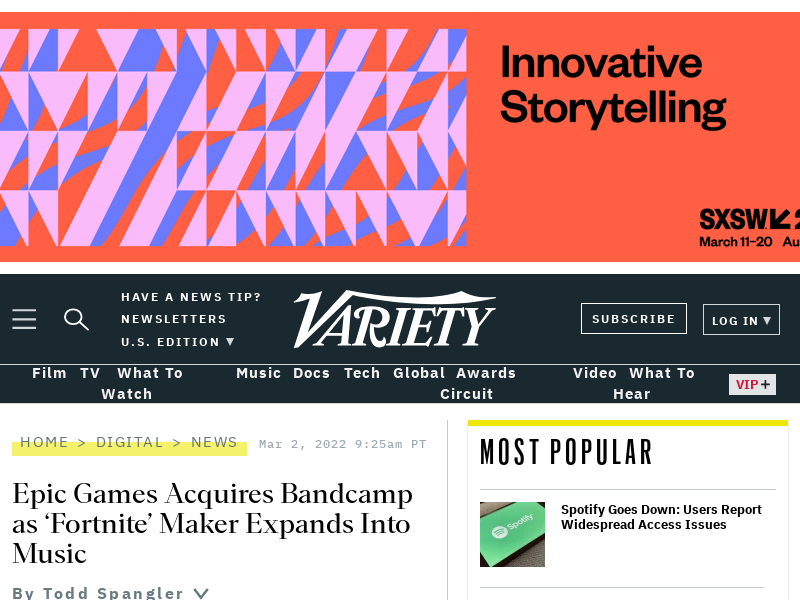 Innovative
Storytelling
SXSW
March 11–20
HAVE A NEWS TIP?
NEWSLETTERS
U.S. EDITION ▼
VARIETY
SUBSCRIBE
LOG IN ▼
Film TV What To Watch
Music Docs Tech Global Awards Circuit
Video What To Hear
VIP+
HOME > DIGITAL > NEWS
Mar 2, 2022 9:25am PT
Epic Games Acquires Bandcamp
as ‘Fortnite’ Maker Expands Into
Music
By Todd Spangler
MOST POPULAR
Spotify
Spotify Goes Down: Users Report
Widespread Access Issues